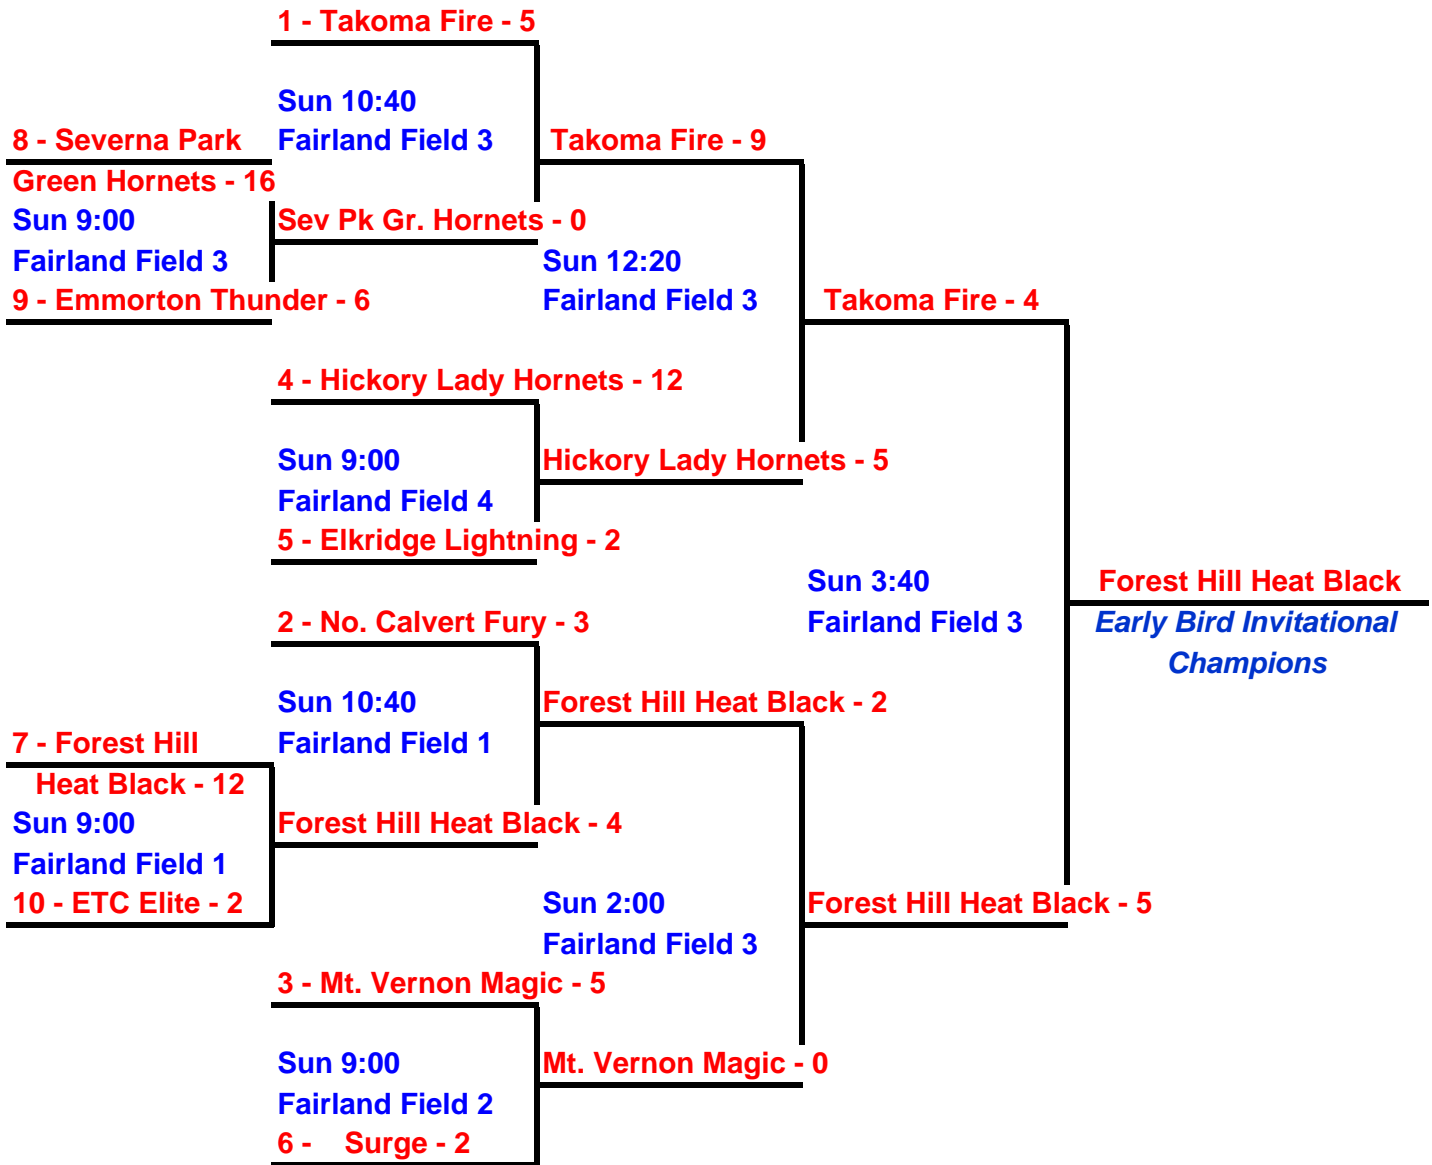 1 - Takoma Fire - 5
Sun 10:40
8 - Severna Park
Fairland Field 3
Takoma Fire - 9
Green Hornets - 16
Sun 9:00
Sev Pk Gr. Hornets - 0
Fairland Field 3
Sun 12:20
9 - Emmorton Thunder - 6
Fairland Field 3
Takoma Fire - 4
4 - Hickory Lady Hornets - 12
Sun 9:00
Hickory Lady Hornets - 5
Fairland Field 4
5 - Elkridge Lightning - 2
Sun 3:40
Forest Hill Heat Black
2 - No. Calvert Fury - 3
Fairland Field 3
Early Bird Invitational
Champions
Sun 10:40
Forest Hill Heat Black - 2
7 - Forest Hill
Fairland Field 1
Heat Black - 12
Sun 9:00
Forest Hill Heat Black - 4
Fairland Field 1
10 - ETC Elite - 2
Sun 2:00
Forest Hill Heat Black - 5
Fairland Field 3
3 - Mt. Vernon Magic - 5
Sun 9:00
Mt. Vernon Magic - 0
Fairland Field 2
6 - Surge - 2